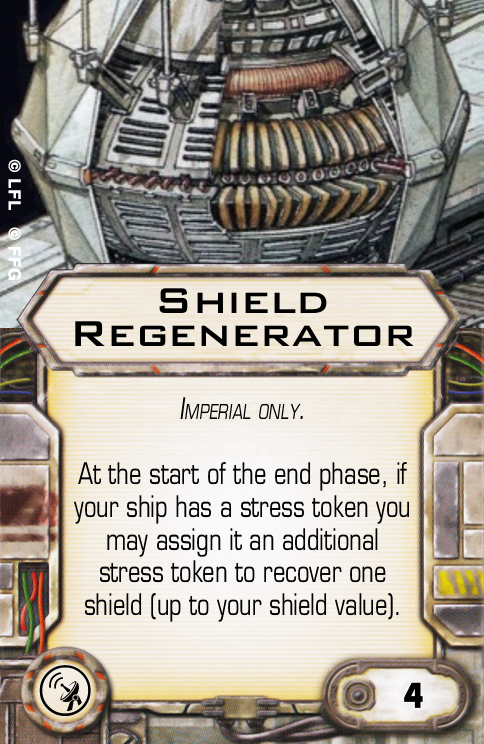 © LFL © FFG
SHIELD
REGENERATOR
IMPERIAL ONLY.
At the start of the end phase, if
your ship has a stress token you
may assign it an additional
stress token to recover one
shield (up to your shield value).
4